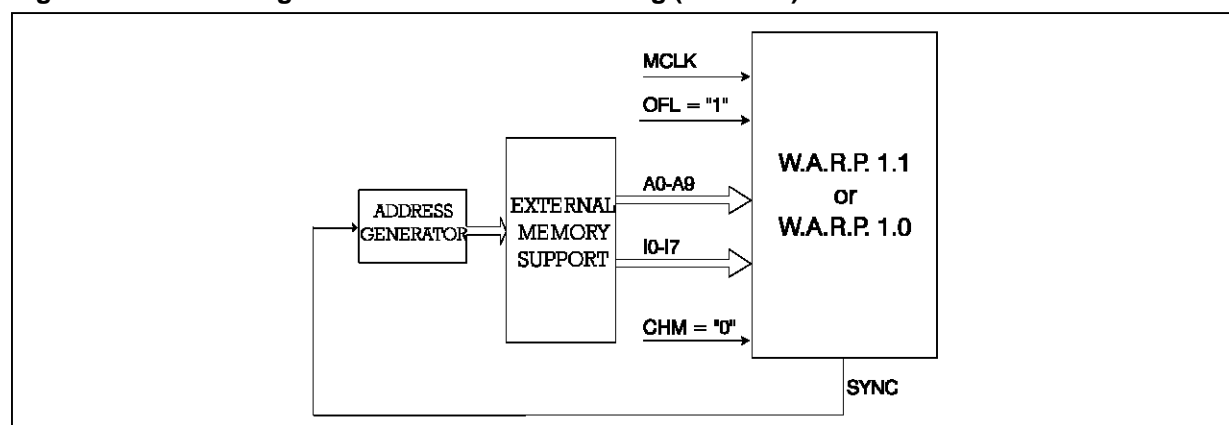 MCLK
OFL = "1"
W.A.R.P. 1.1
or
W.A.R.P. 1.0
A0-A9
ADDRESS
GENERATOR
EXTERNAL
MEMORY
SUPPORT
I0-I7
CHM = "0"
SYNC